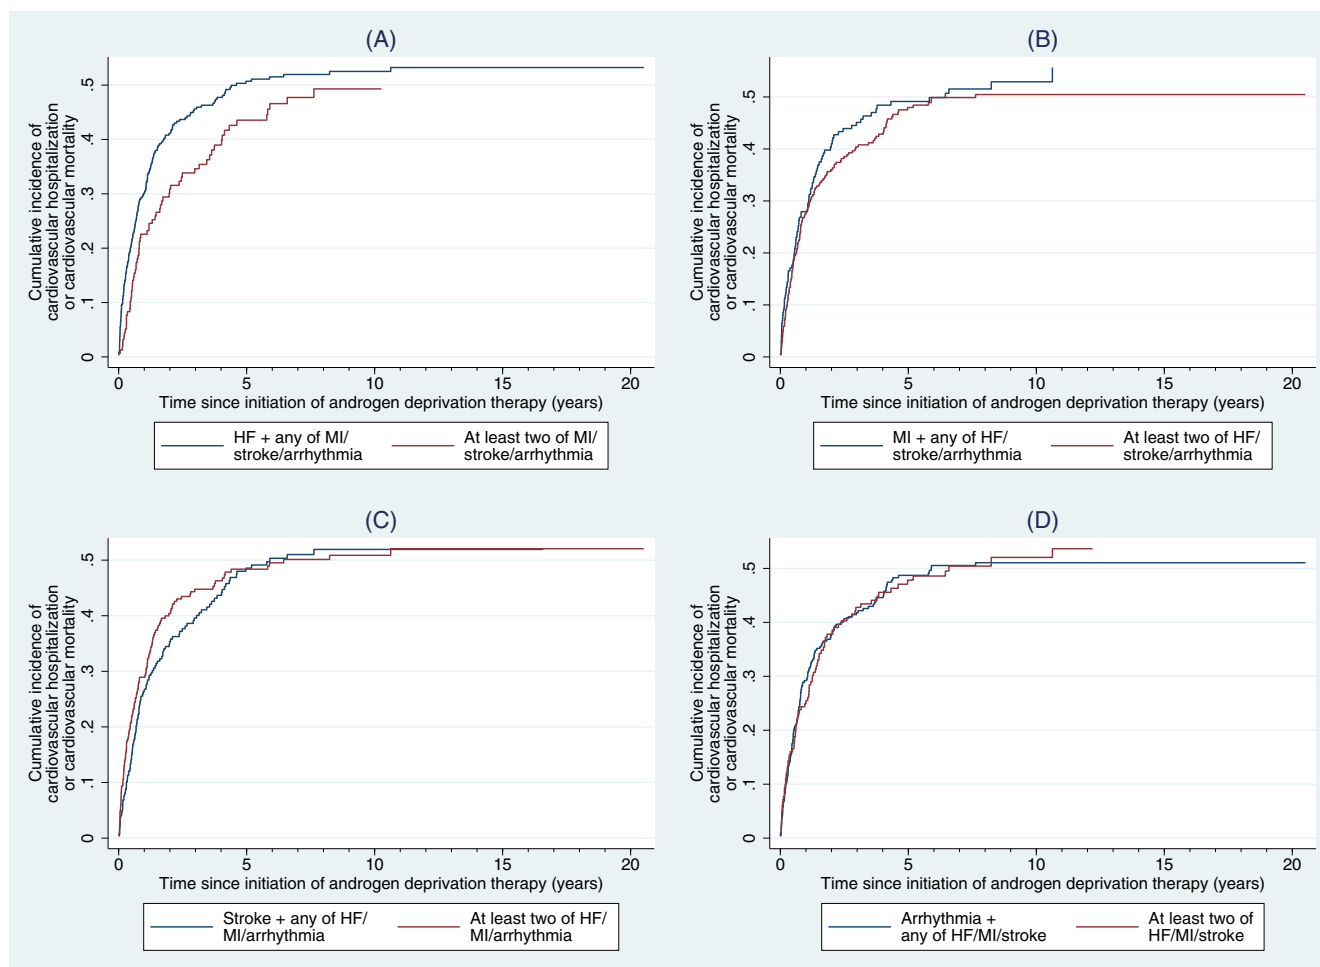 (A)
Cumulative incidence of
cardiovascular hospitalization
or cardiovascular mortality
.5
.4
.3
.2
.1
0
0 5 10 15 20
Time since initiation of androgen deprivation therapy (years)
HF + any of MI/
stroke/arrhythmia
At least two of MI/
stroke/arrhythmia
(B)
Cumulative incidence of
cardiovascular hospitalization
or cardiovascular mortality
.5
.4
.3
.2
.1
0
0 5 10 15 20
Time since initiation of androgen deprivation therapy (years)
MI + any of HF/
stroke/arrhythmia
At least two of HF/
stroke/arrhythmia
(C)
Cumulative incidence of
cardiovascular hospitalization
or cardiovascular mortality
.5
.4
.3
.2
.1
0
0 5 10 15 20
Time since initiation of androgen deprivation therapy (years)
Stroke + any of HF/
MI/arrhythmia
At least two of HF/
MI/arrhythmia
(D)
Cumulative incidence of
cardiovascular hospitalization
or cardiovascular mortality
.5
.4
.3
.2
.1
0
0 5 10 15 20
Time since initiation of androgen deprivation therapy (years)
Arrhythmia +
any of HF/MI/stroke
At least two of
HF/MI/stroke